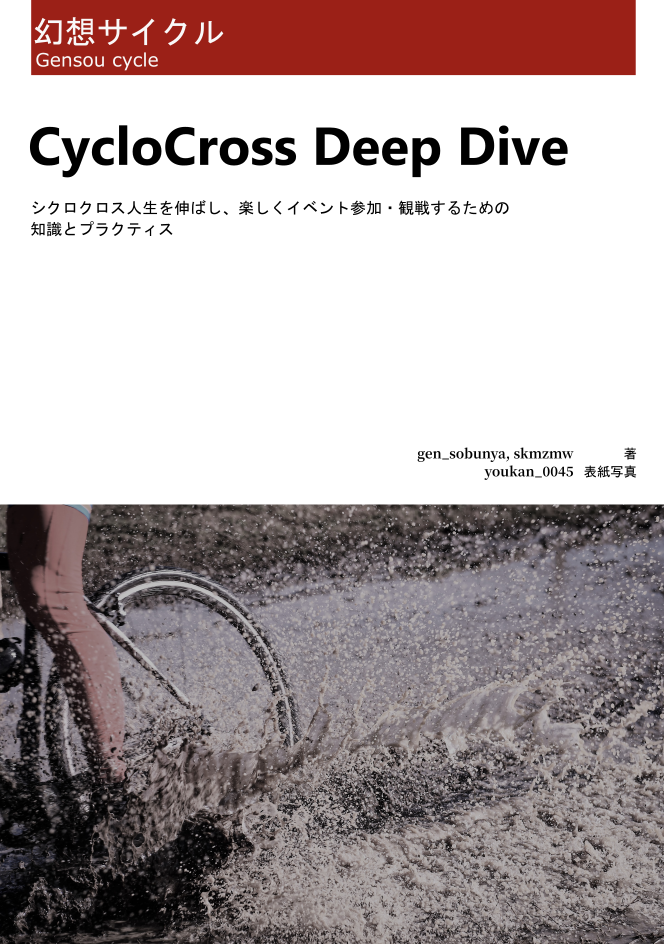 幻想サイクル
Gensou cycle
CycloCross Deep Dive
シクロクロス人生を伸ばし、楽しくイベント参加・観戦するための
知識とプラクティス
gen_sobunya, skmzmw 著
youkan_0045 表紙写真